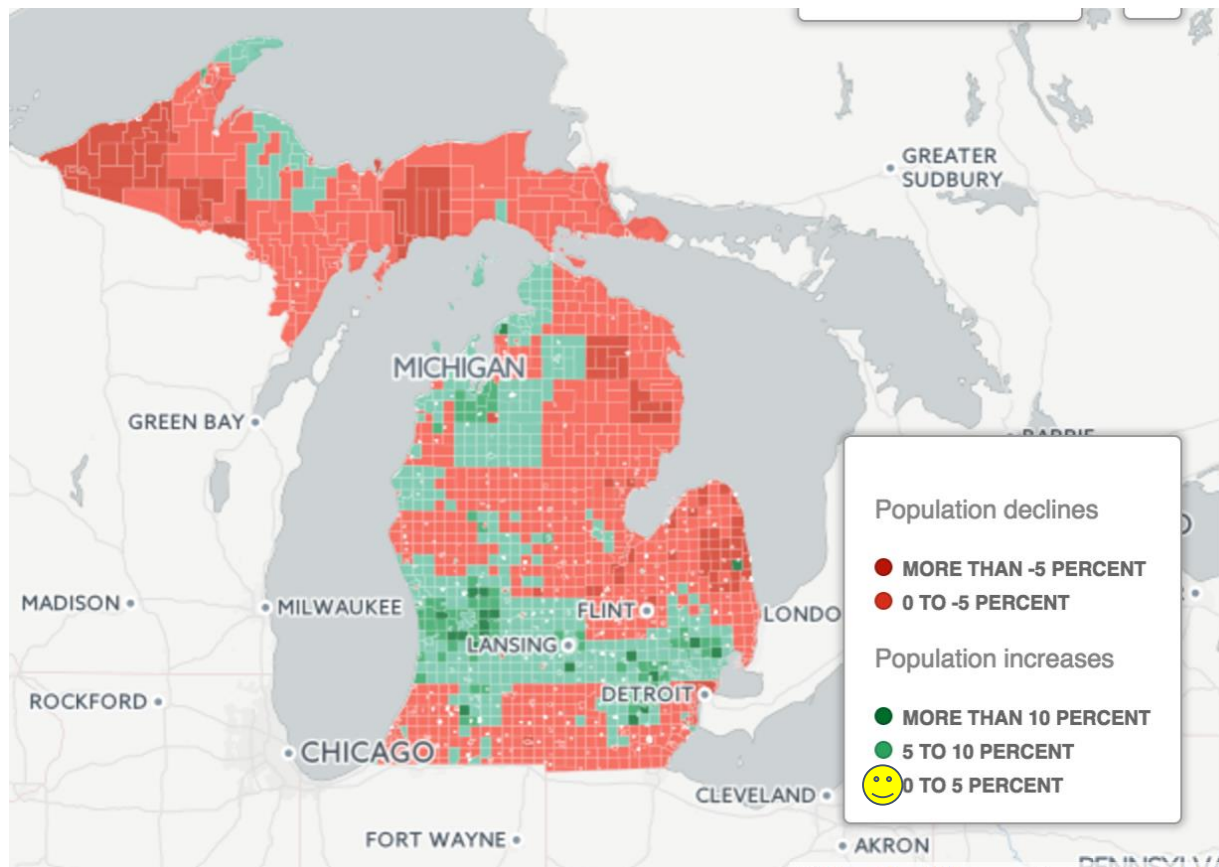 GREATER
SUDBURY
MICHIGAN
GREEN BAY
BARRIE
Population declines
MORE THAN -5 PERCENT
0 TO -5 PERCENT
MADISON
MILWAUKEE
FLINT
LONDO
LANSING
Population increases
ROCKFORD
DETROIT
MORE THAN 10 PERCENT
CHICAGO
5 TO 10 PERCENT
0 TO 5 PERCENT
CLEVELAND
FORT WAYNE
AKRON